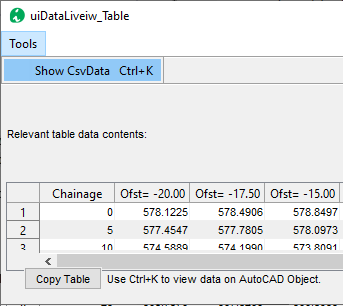 uiDataLiveiw_Table
Tools
Show CsvData Ctrl+K
Relevant table data contents:
Chainage Ofst= -20.00 Ofst= -17.50 Ofst= -15.00
1 0 578.1225 578.4906 578.8497
2 5 577.4547 577.7805 578.0973
3 10 574.5889 574.1990 573.8091
Copy Table Use Ctrl+K to view data on AutoCAD Object.